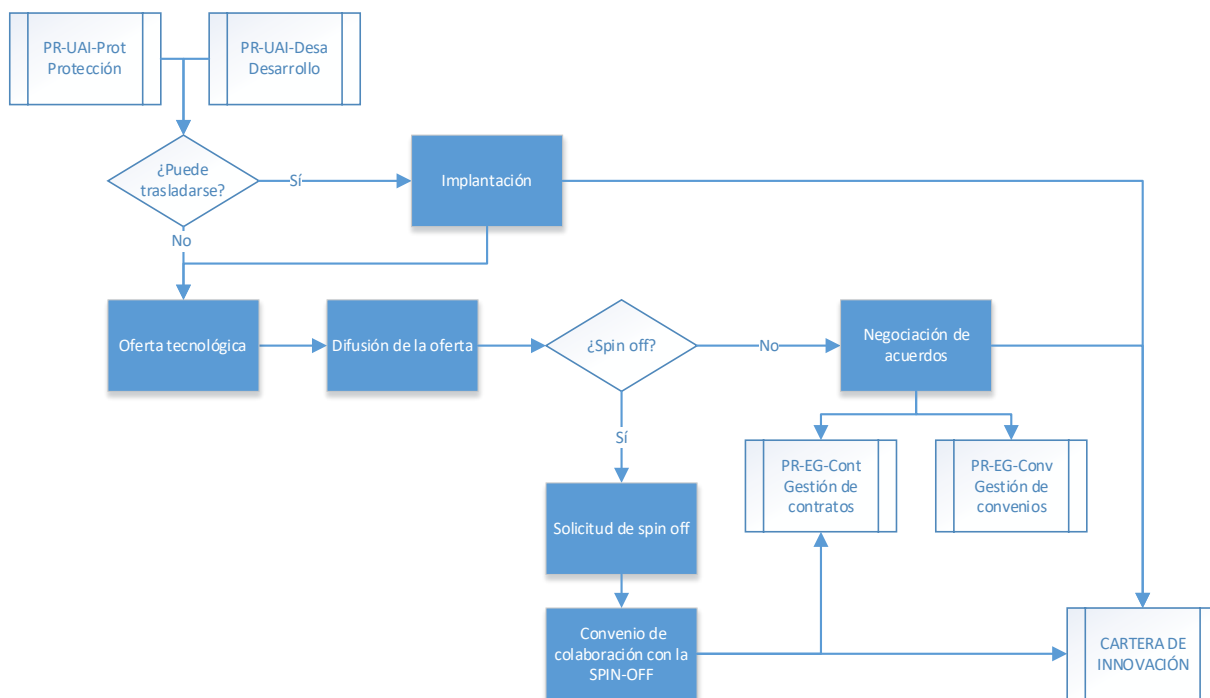 PR-UAI-Prot
Protección
PR-UAI-Desa
Desarrollo
¿Puede
trasladarse?
Sí
Implantación
No
Oferta tecnológica
Difusión de la oferta
¿Spin off?
No
Negociación de
acuerdos
Sí
PR-EG-Cont
Gestión de
contratos
PR-EG-Conv
Gestión de
convenios
Solicitud de spin off
Convenio de
colaboración con la
SPIN-OFF
CARTERA DE
INNOVACIÓN